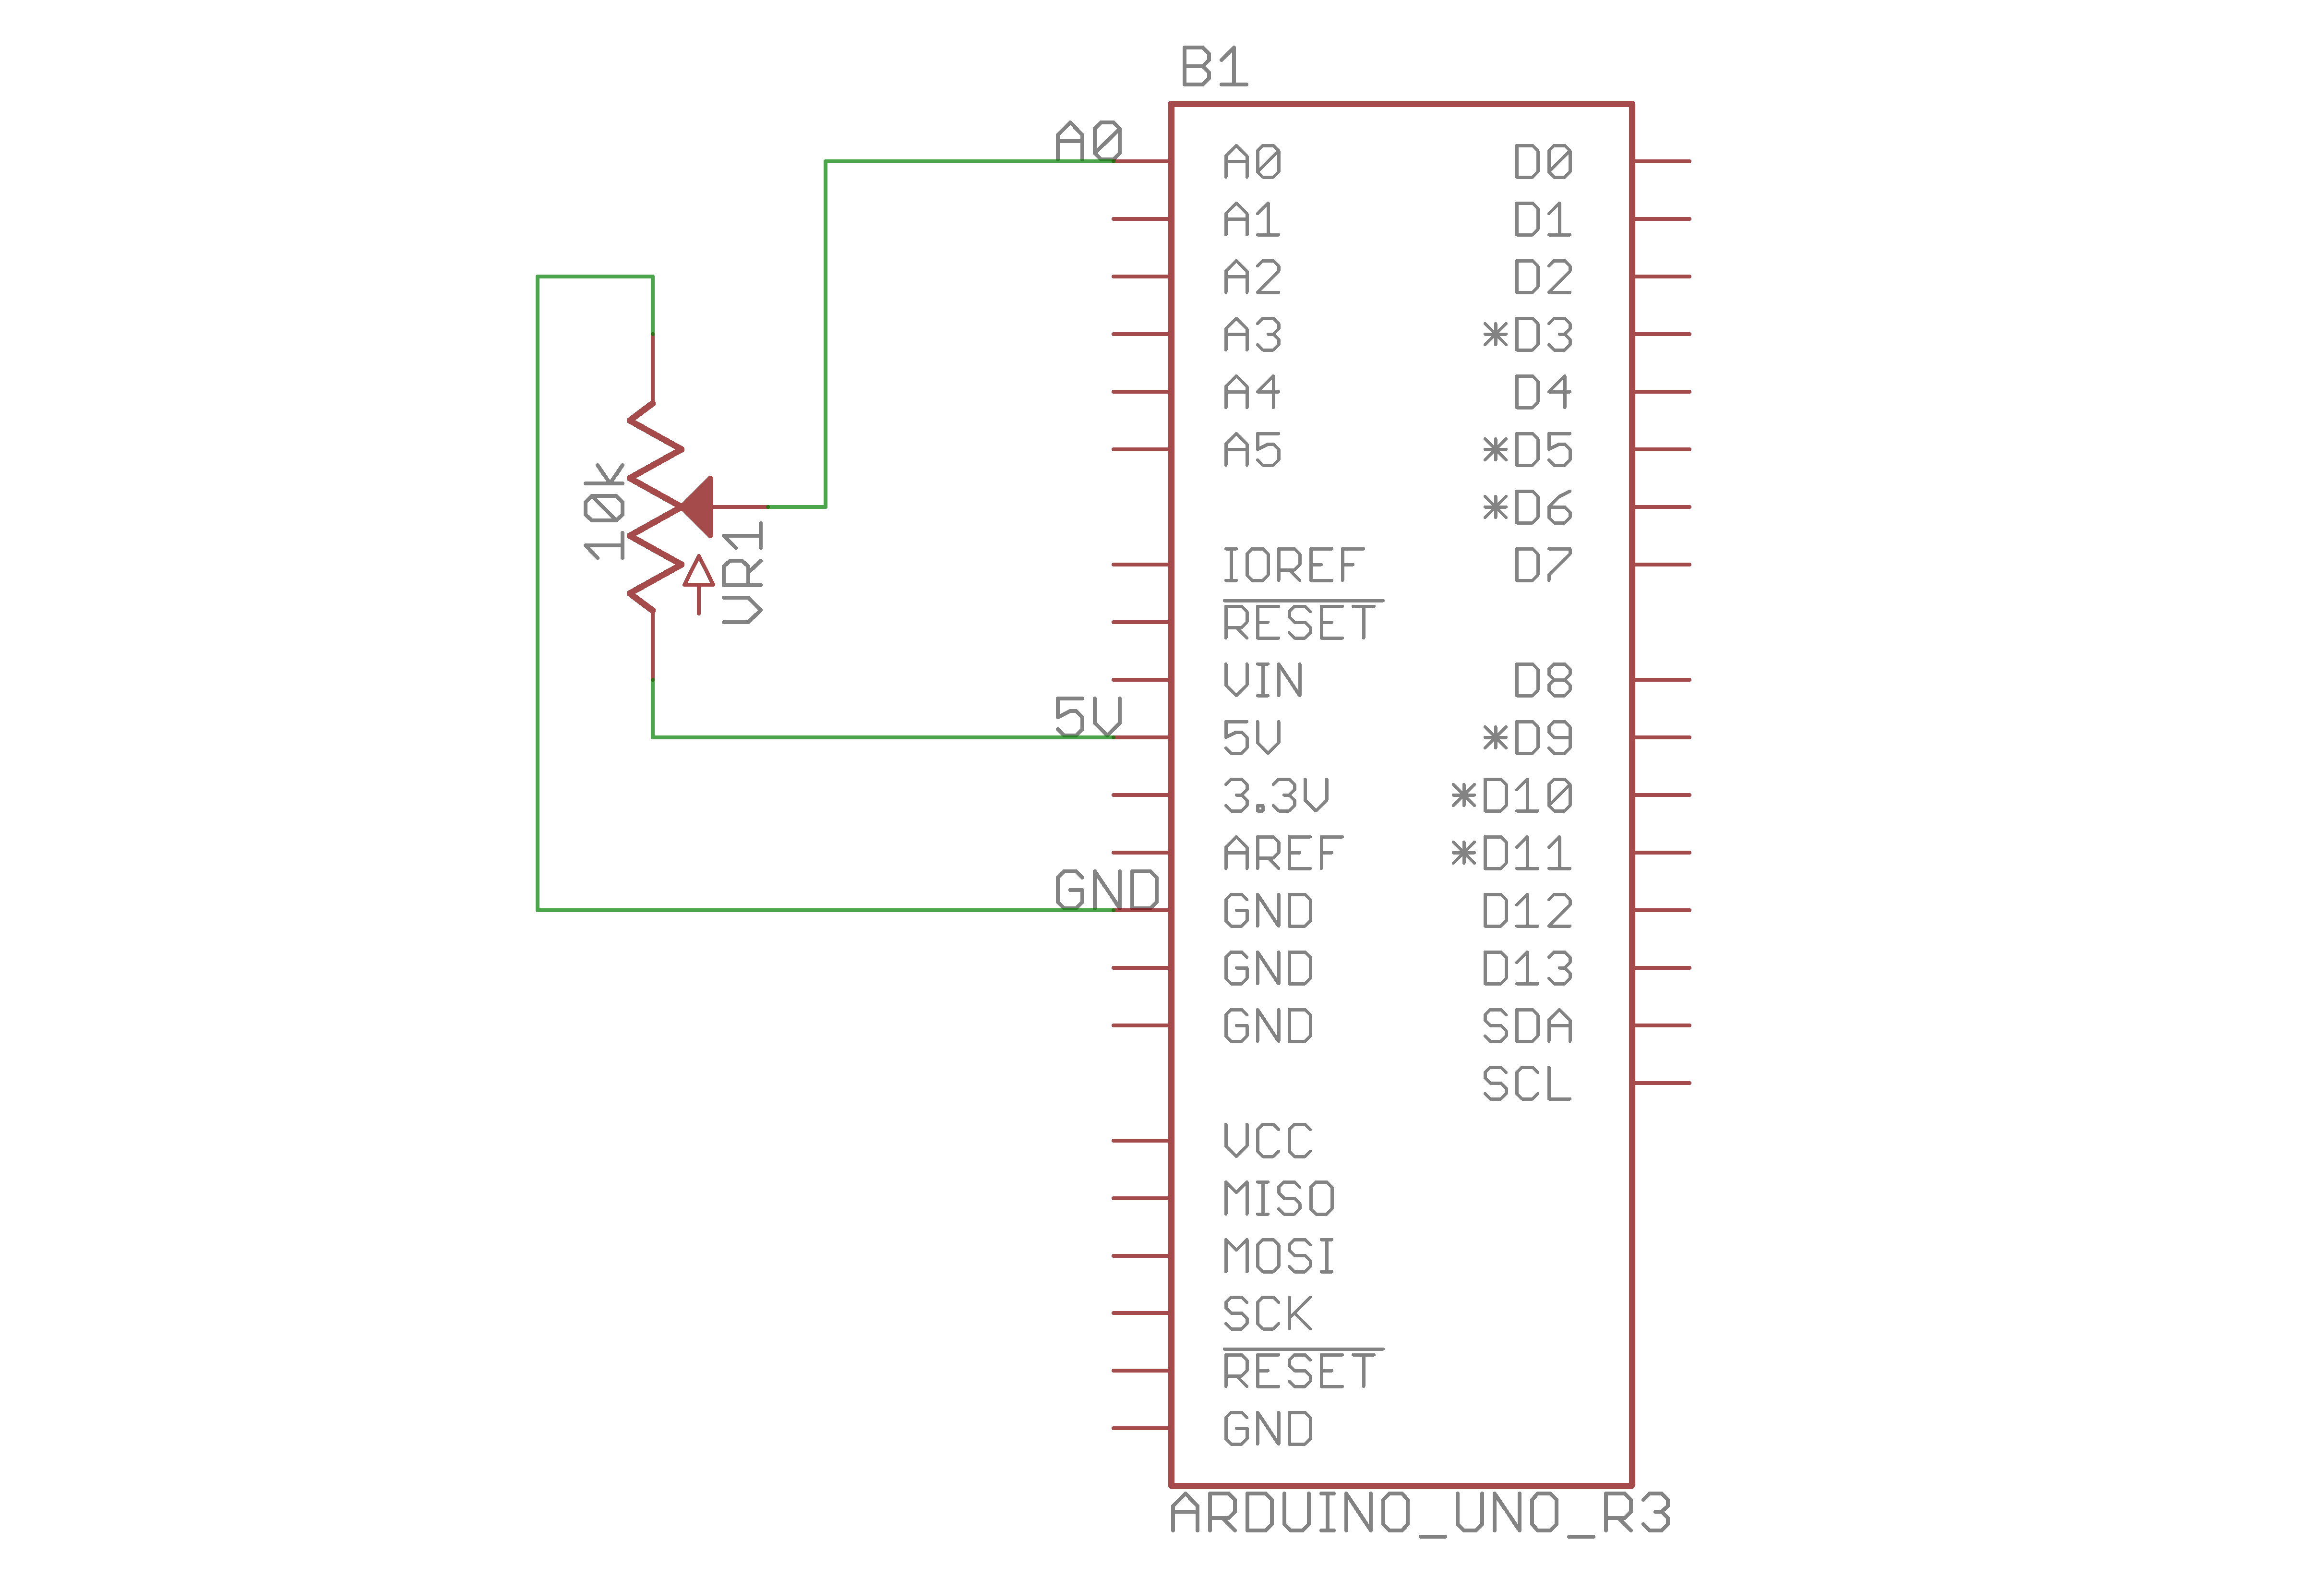 B1
A0
A0 D0
A1 D1
A2 D2
A3 *D3
A4 D4
A5 *D5
*D6
10K
VR1
IOREF D7
RESET
VIN D8
5V
5V *D9
3.3V *D10
AREF *D11
GND
GND D12
GND D13
GND SDA
SCL
VCC
MISO
MOSI
SCK
RESET
GND
ARDUINO_UNO_R3